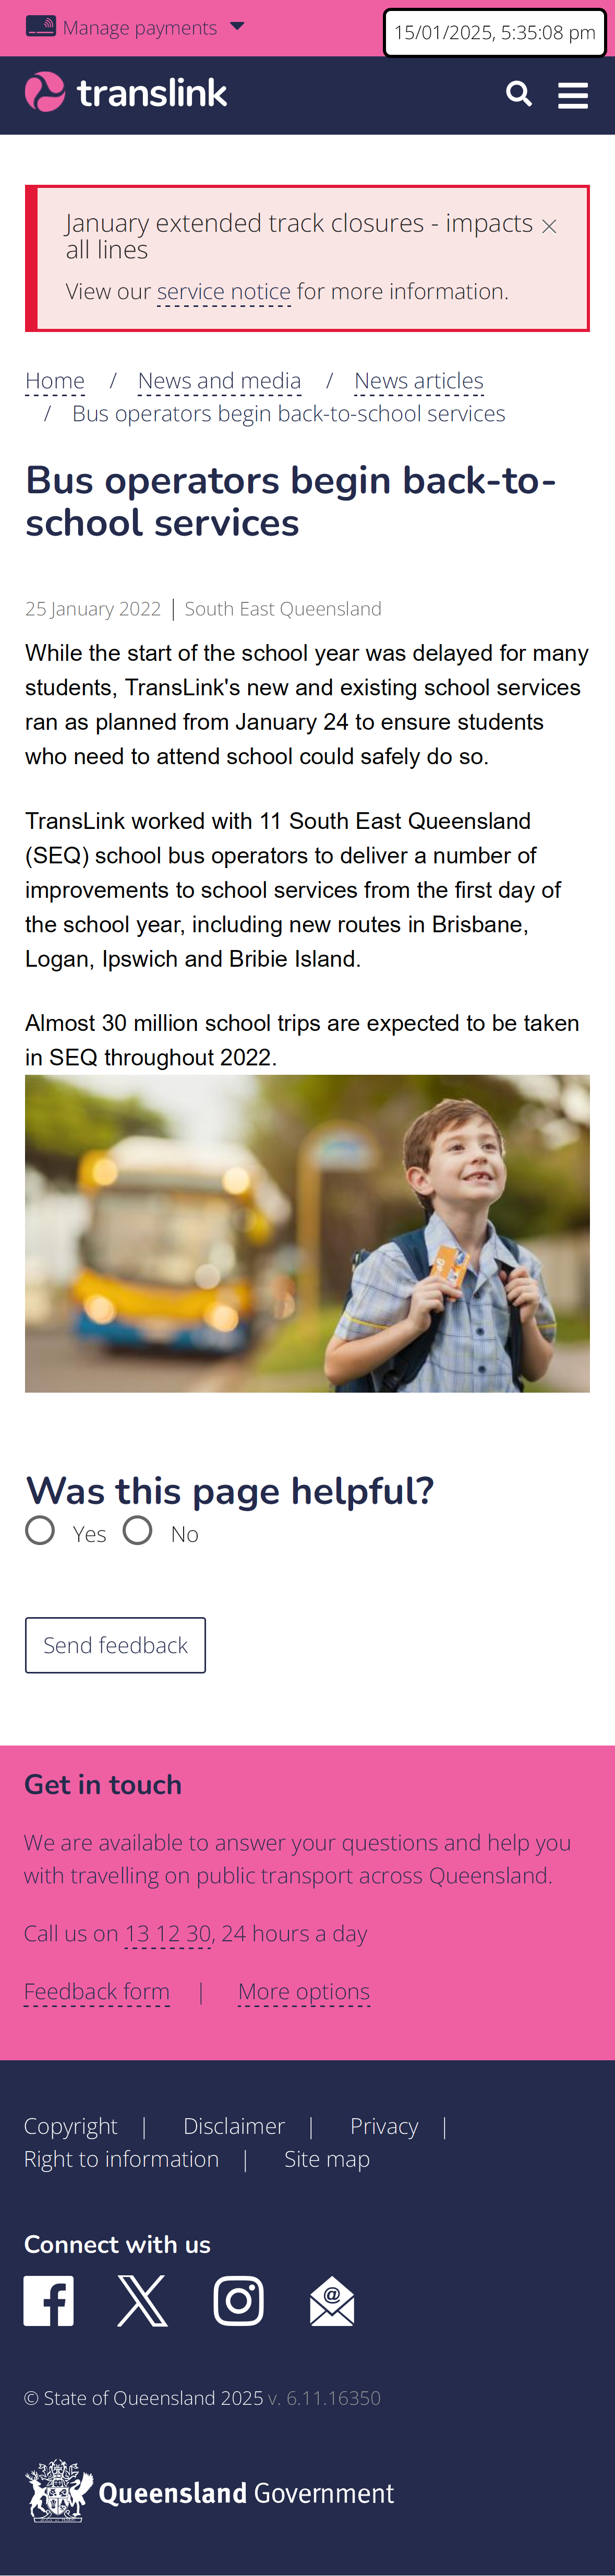 Manage payments
15/01/2025, 5:35:08 pm
translink
January extended track closures - impacts
all lines
View our service notice for more information.
Home / News and media / News articles
/ Bus operators begin back-to-school services
Bus operators begin back-to-
school services
25 January 2022 | South East Queensland
While the start of the school year was delayed for many
students, TransLink's new and existing school services
ran as planned from January 24 to ensure students
who need to attend school could safely do so.
TransLink worked with 11 South East Queensland
(SEQ) school bus operators to deliver a number of
improvements to school services from the first day of
the school year, including new routes in Brisbane,
Logan, Ipswich and Bribie Island.
Almost 30 million school trips are expected to be taken
in SEQ throughout 2022.
Was this page helpful?
Yes No
Send feedback
Get in touch
We are available to answer your questions and help you
with travelling on public transport across Queensland.
Call us on 13 12 30, 24 hours a day
Feedback form | More options
Copyright | Disclaimer | Privacy |
Right to information | Site map
Connect with us
© State of Queensland 2025 v. 6.11.16350
Queensland Government